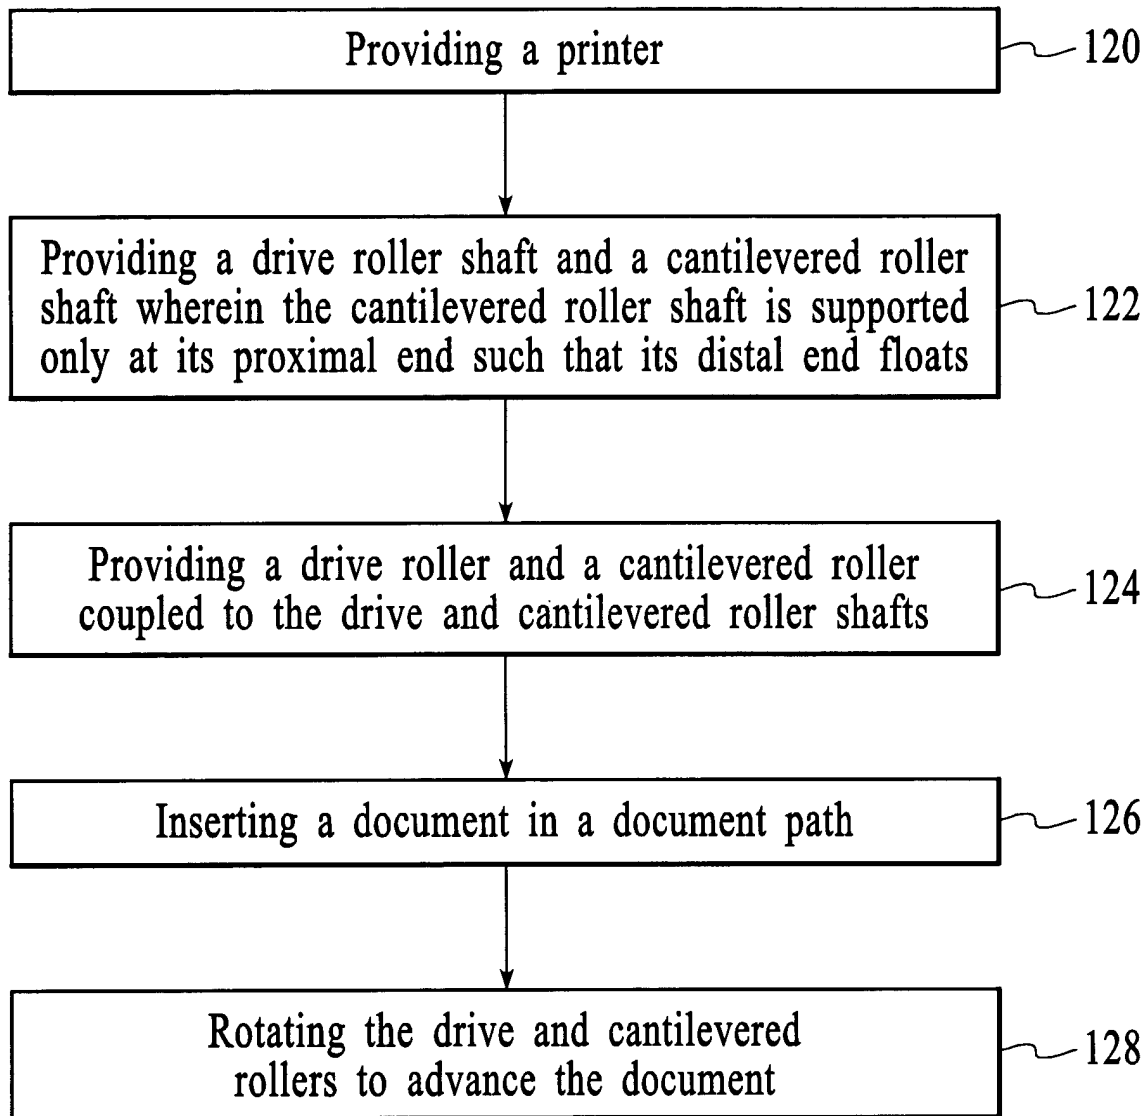 Providing a printer
120
Providing a drive roller shaft and a cantilevered roller
shaft wherein the cantilevered roller shaft is supported
only at its proximal end such that its distal end floats
122
Providing a drive roller and a cantilevered roller
coupled to the drive and cantilevered roller shafts
124
Inserting a document in a document path
126
Rotating the drive and cantilevered
rollers to advance the document
128